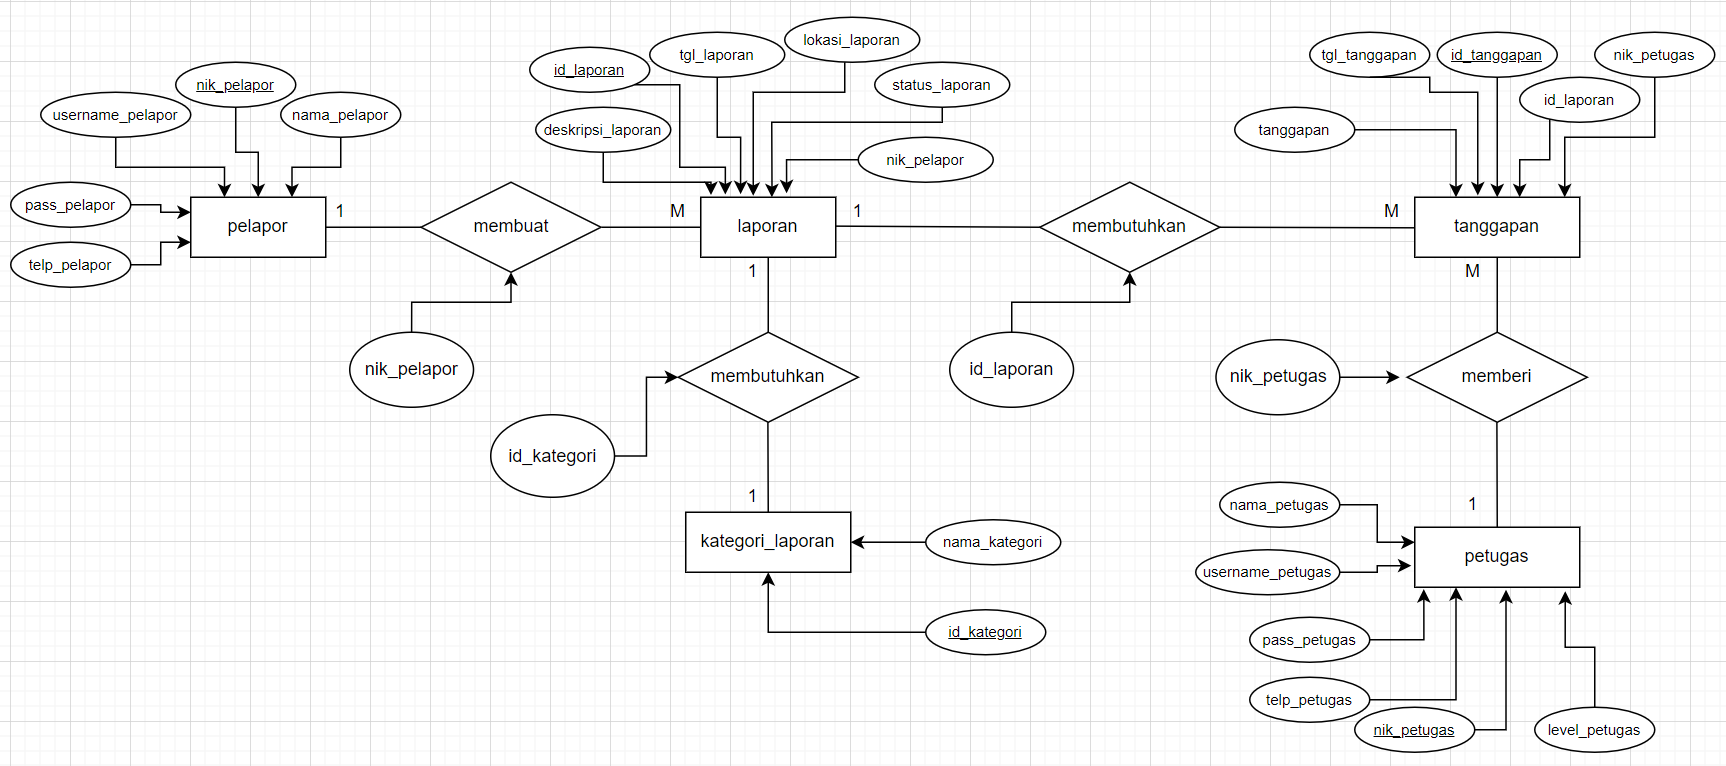 lokasi_laporan
tgl_laporan
id_laporan
status_laporan
deskripsi_laporan
nik_pelapor
nik_pelapor
username_pelapor
nama_pelapor
pass_pelapor
telp_pelapor
tgl_tanggapan
id_tanggapan
nik_petugas
id_laporan
tanggapan
pelapor
1
membuat
M
laporan
1
membutuhkan
M
tanggapan
1
M
nik_pelapor
membutuhkan
id_laporan
nik_petugas
memberi
id_kategori
1
1
kategori_laporan
nama_kategori
id_kategori
nama_petugas
petugas
username_petugas
pass_petugas
telp_petugas
nik_petugas
level_petugas